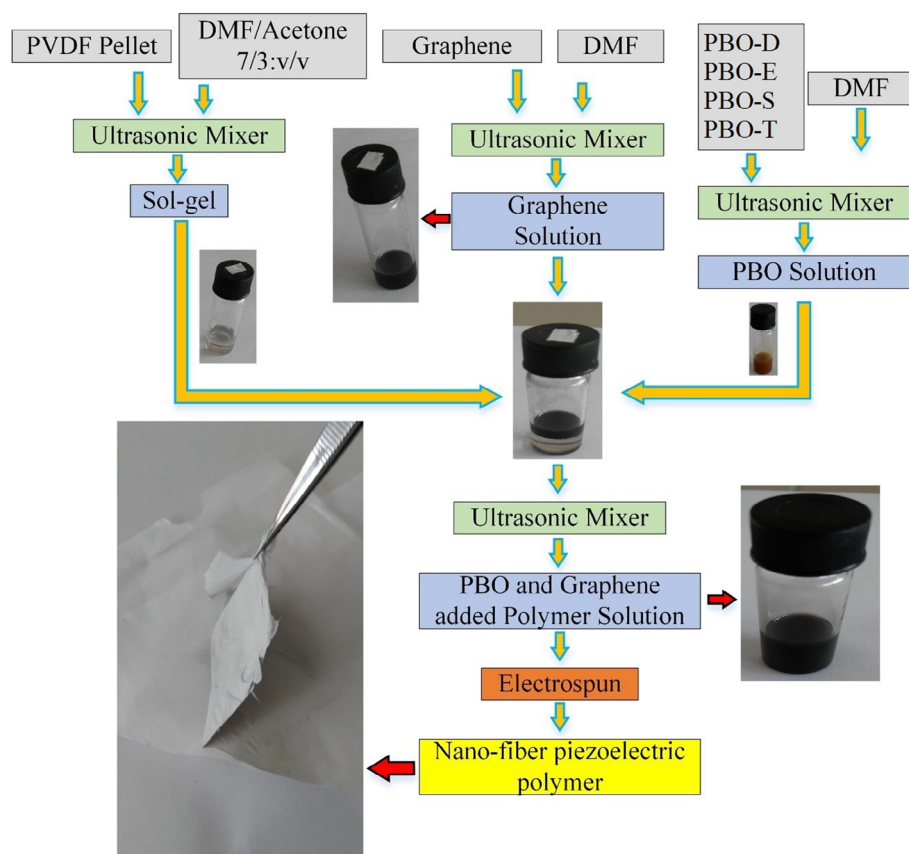 PVDF Pellet
DMF/Acetone
7/3:v/v
Graphene
DMF
PBO-D
PBO-E
PBO-S
PBO-T
DMF
Ultrasonic Mixer
Ultrasonic Mixer
Ultrasonic Mixer
Sol-gel
Graphene
Solution
PBO Solution
Ultrasonic Mixer
PBO and Graphene
added Polymer Solution
Electrospun
Nano-fiber piezoelectric
polymer